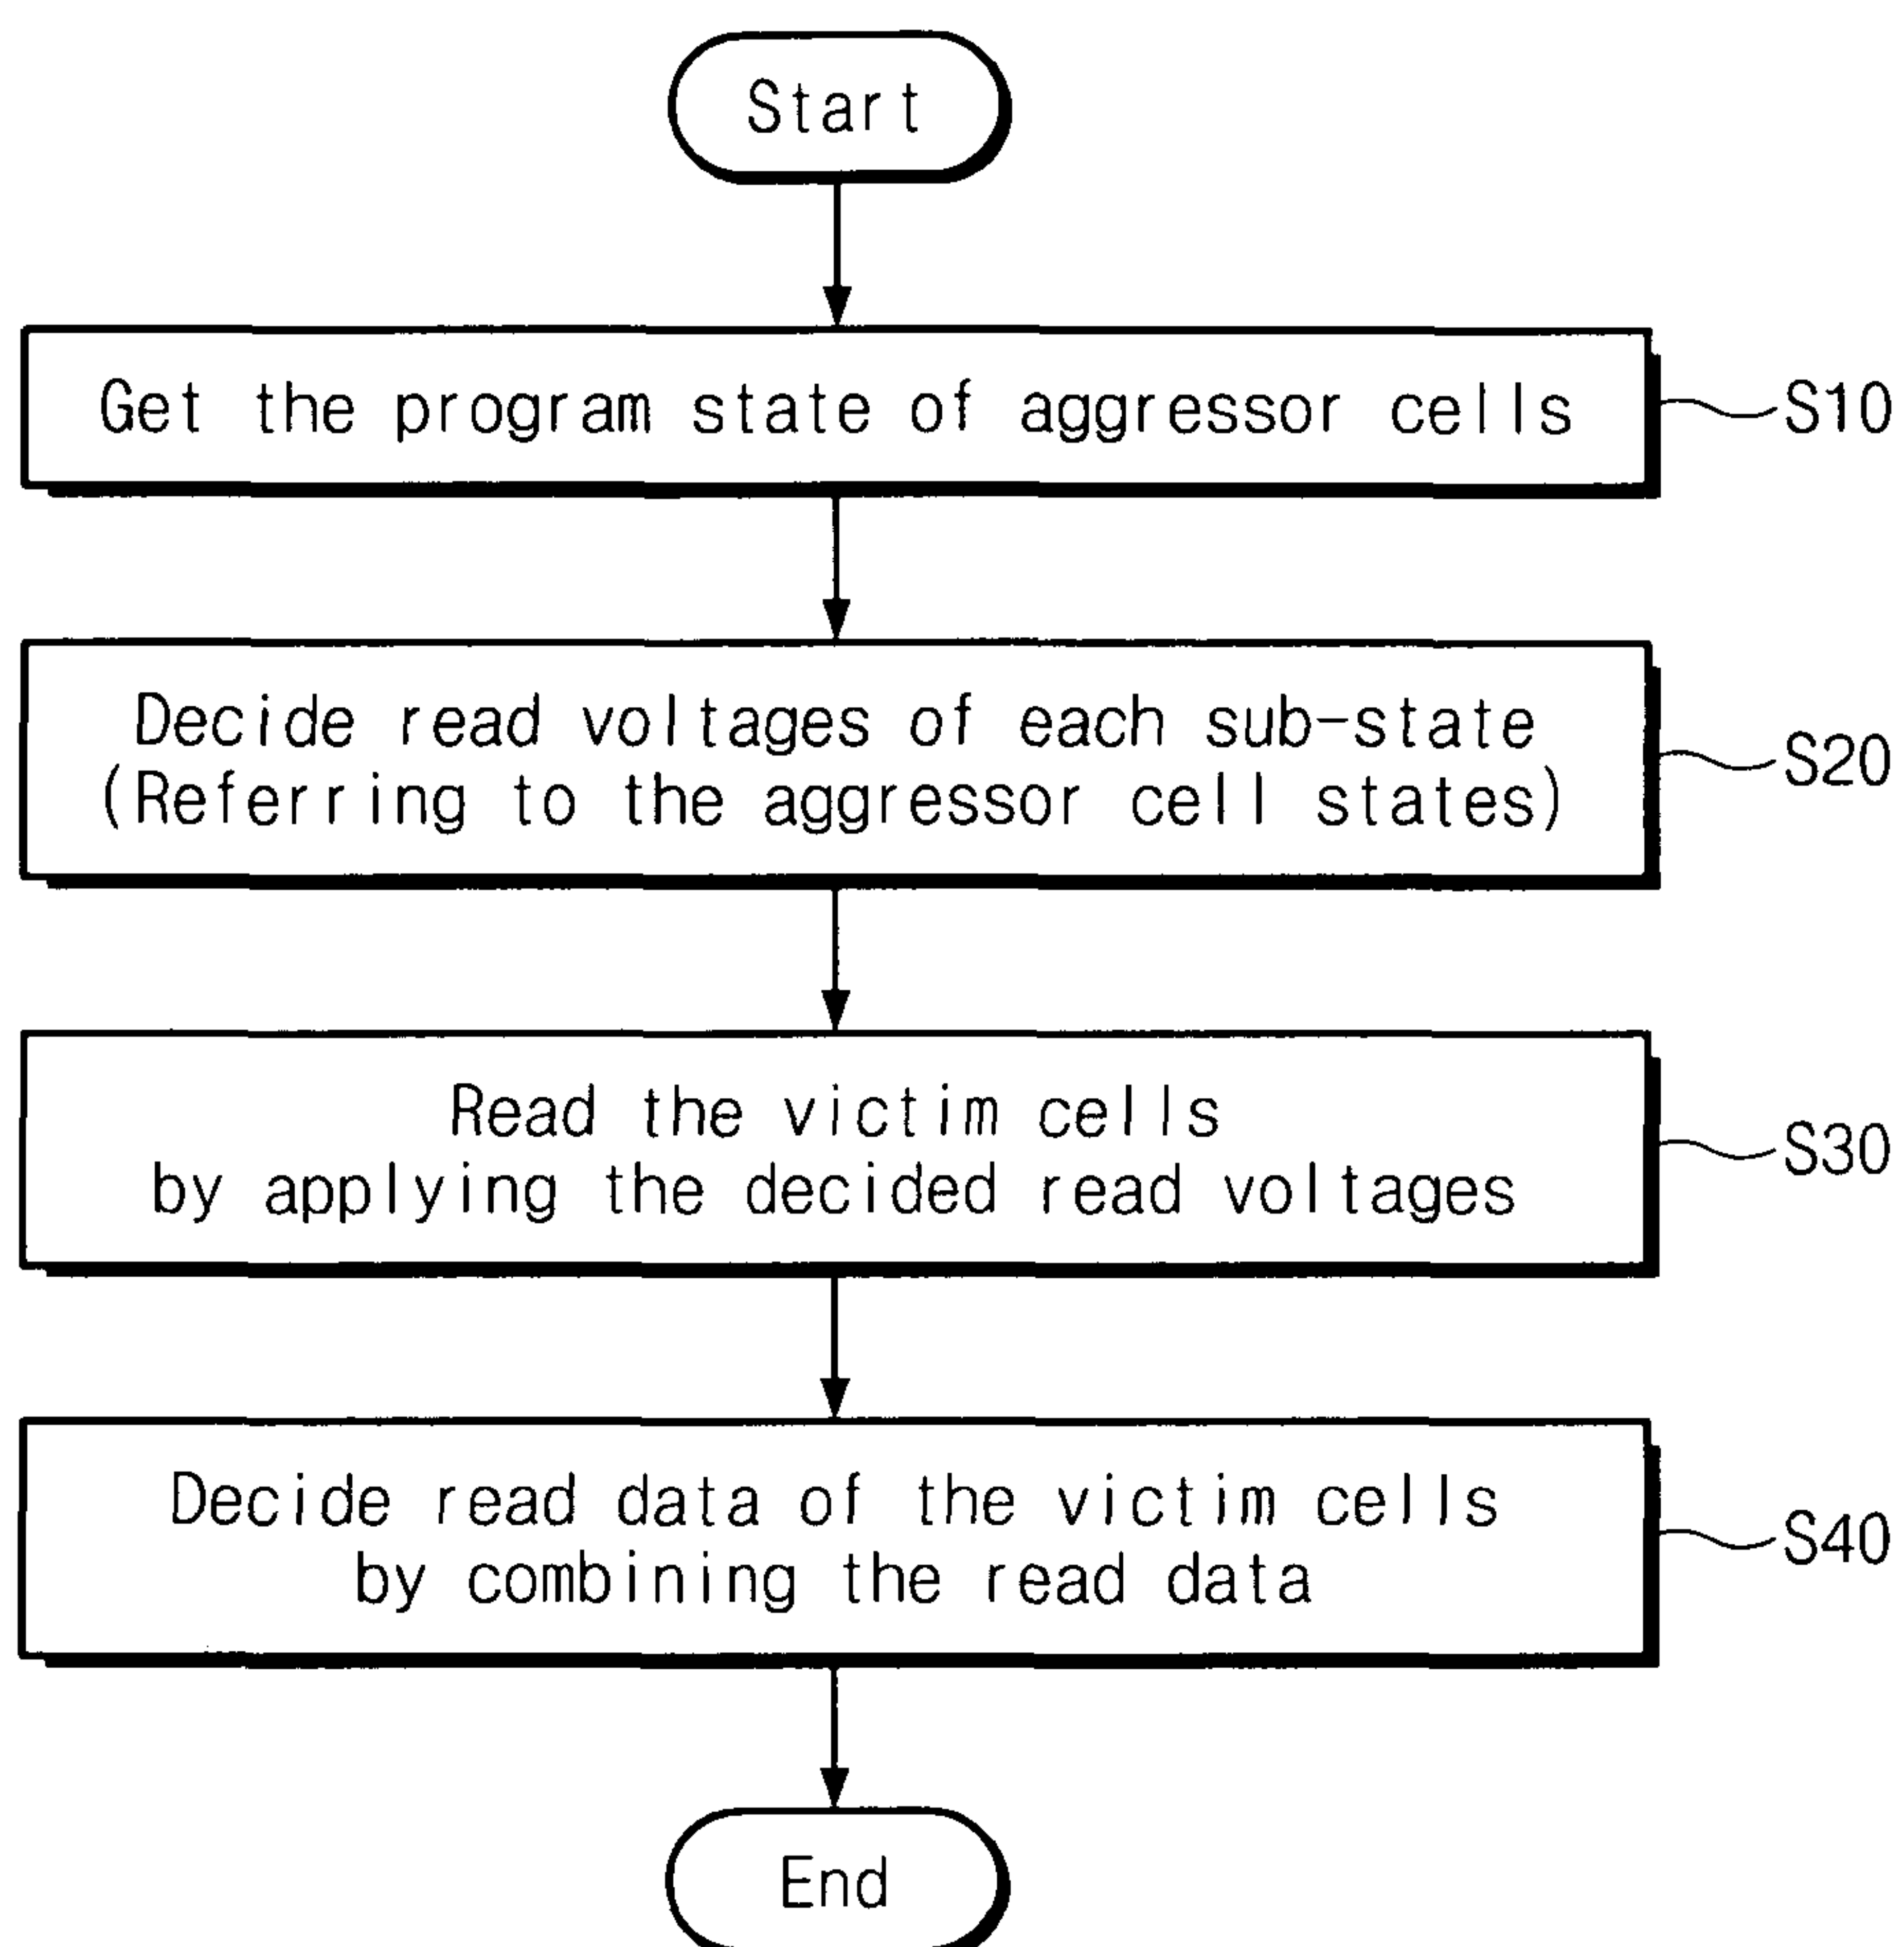 Start
Get the program state of aggressor cells
S10
Decide read voltages of each sub-state
(Referring to the aggressor cell states)
S20
Read the victim cells
by applying the decided read voltages
S30
Decide read data of the victim cells
by combining the read data
S40
End